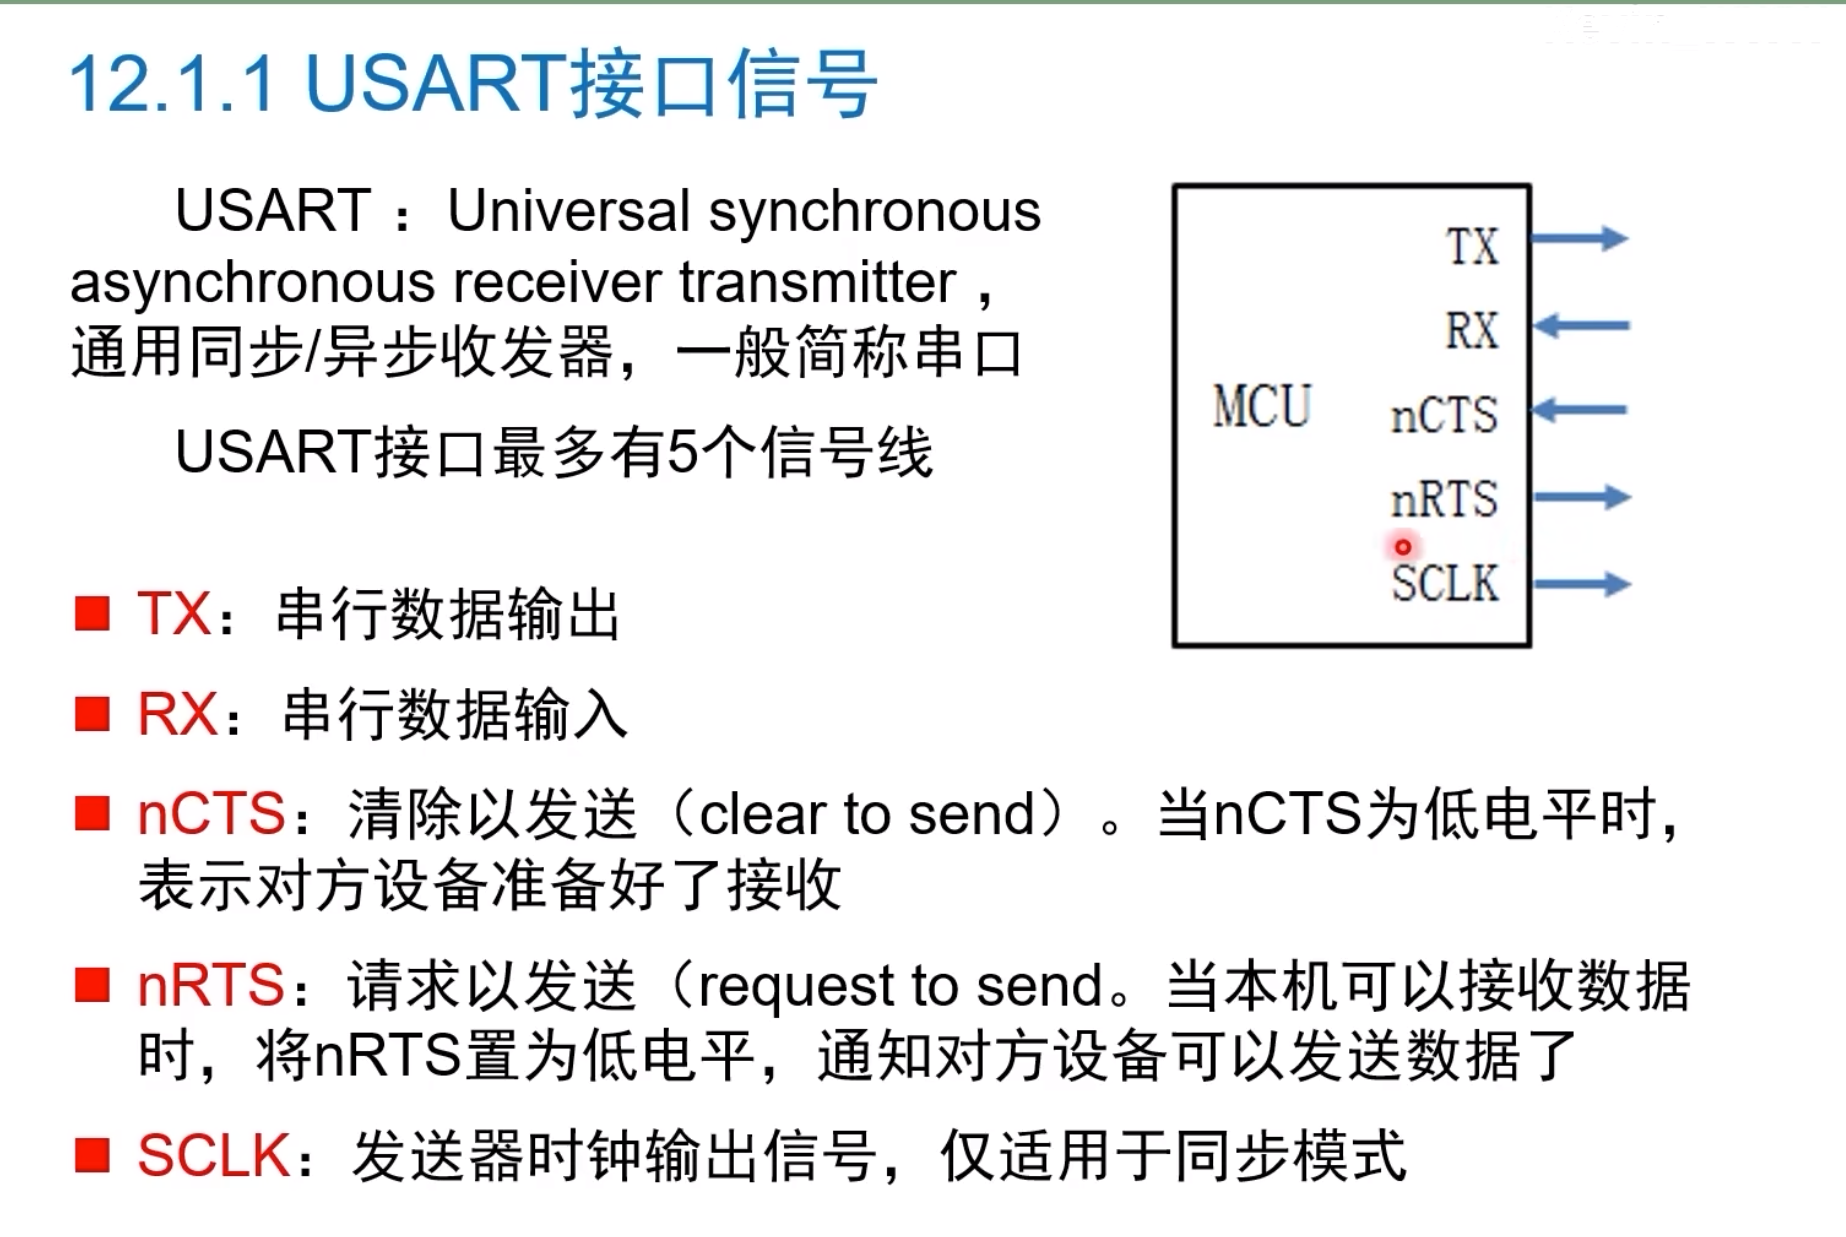 12.1.1 USART接口信号
USART ：Universal synchronous
asynchronous receiver transmitter ，
通用同步/异步收发器，一般简称串口
USART接口最多有5个信号线
TX
RX
MCU
nCTS
nRTS
SCLK
TX：串行数据输出
RX：串行数据输入
nCTS：清除以发送（clear to send）。当nCTS为低电平时，
表示对方设备准备好了接收
nRTS：请求以发送（request to send。当本机可以接收数据
时，将nRTS置为低电平，通知对方设备可以发送数据了
SCLK：发送器时钟输出信号，仅适用于同步模式